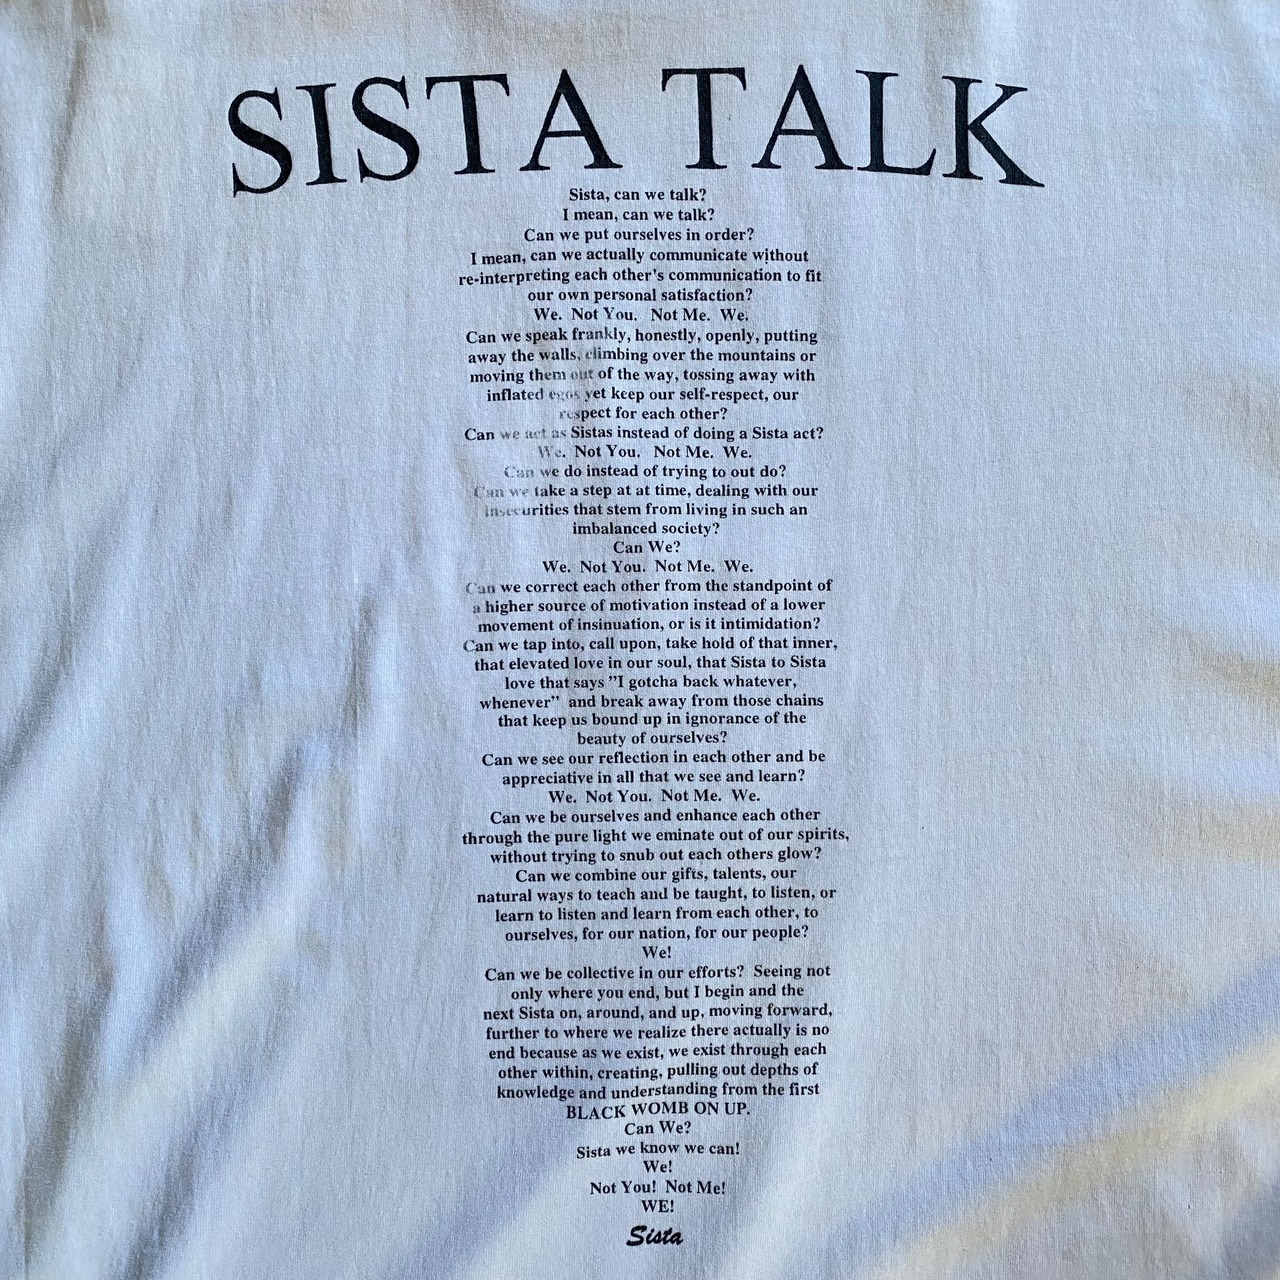 SISTA TALK
Sista, can we talk?
I mean, can we talk?
Can we put ourselves in order?
I mean, can we actually communicate without
re-interpreting each other's communication to fit
our own personal satisfaction?
We. Not You. Not Me. We.
Can we speak frankly, honestly, openly, putting
away the walls, climbing over the mountains or
moving them out of the way, tossing away with
inflated egos yet keep our self-respect, our
respect for each other?
Can we act as Sistas instead of doing a Sista act?
We. Not You. Not Me. We.
Can we do instead of trying to out do?
Can we take a step at at time, dealing with our
insecurities that stem from living in such an
imbalanced society?
Can We?
We. Not You. Not Me. We.
Can we correct each other from the standpoint of
a higher source of motivation instead of a lower
movement of insinuation, or is it intimidation?
Can we tap into, call upon, take hold of that inner,
that elevated love in our soul, that Sista to Sista
love that says "I gotcha back whatever,
whenever" and break away from those chains
that keep us bound up in ignorance of the
beauty of ourselves?
Can we see our reflection in each other and be
appreciative in all that we see and learn?
We. Not You. Not Me. We.
Can we be ourselves and enhance each other
through the pure light we eminate out of our spirits,
without trying to snub out each others glow?
Can we combine our gifts, talents, our
natural ways to teach and be taught, to listen, or
learn to listen and learn from each other, to
ourselves, for our nation, for our people?
We!
Can we be collective in our efforts? Seeing not
only where you end, but I begin and the
next Sista on, around, and up, moving forward,
further to where we realize there actually is no
end because as we exist, we exist through each
other within, creating, pulling out depths of
knowledge and understanding from the first
BLACK WOMB ON UP.
Can We?
Sista we know we can!
We!
Not You! Not Me!
WE!
Sista